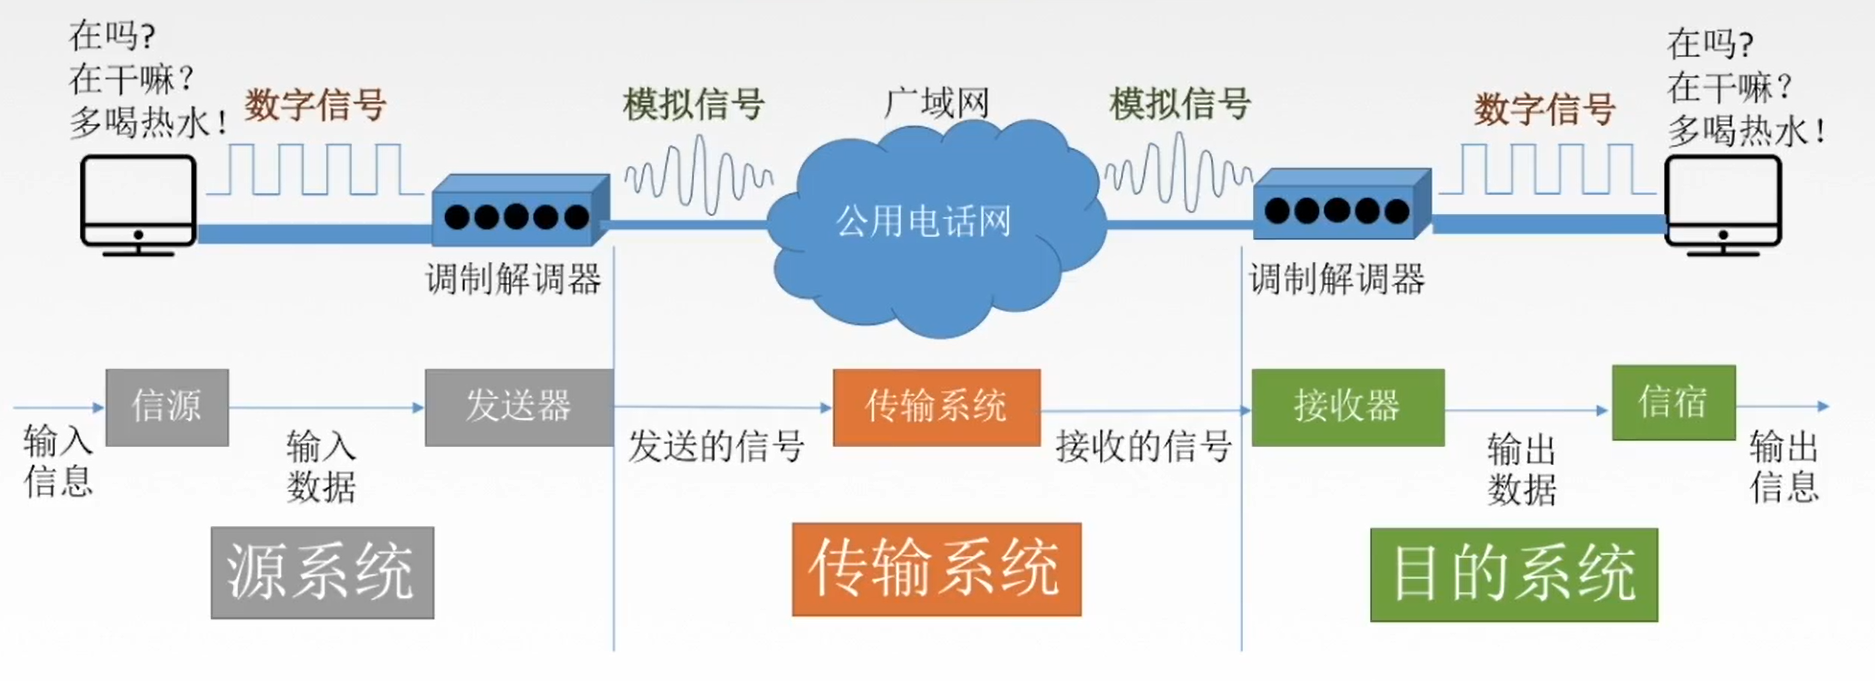 在吗?
在干嘛?
多喝热水!
数字信号
模拟信号
广域网
模拟信号
数字信号
在吗?
在干嘛?
多喝热水!
公用电话网
调制解调器
调制解调器
信源
发送器
传输系统
接收器
信宿
输入
信息
输入
数据
发送的信号
接收的信号
输出
数据
输出
信息
源系统
传输系统
目的系统